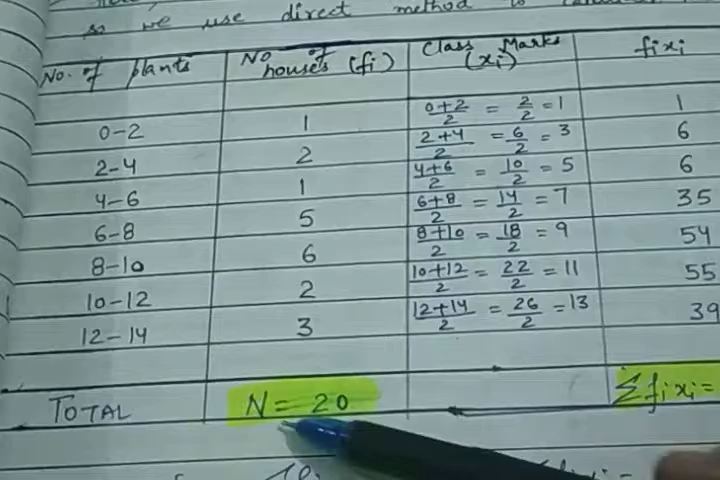 so we use direct method to
No. of plants | No of houses (fi) | Class Marks (xi) | fixi
0-2 | 1 | 0+2/2 = 2/2 = 1 | 1
2-4 | 2 | 2+4/2 = 6/2 = 3 | 6
4-6 | 1 | 4+6/2 = 10/2 = 5 | 6
6-8 | 5 | 6+8/2 = 14/2 = 7 | 35
8-10 | 6 | 8+10/2 = 18/2 = 9 | 54
10-12 | 2 | 10+12/2 = 22/2 = 11 | 55
12-14 | 3 | 12+14/2 = 26/2 = 13 | 39
TOTAL | N = 20 | Σfixi =